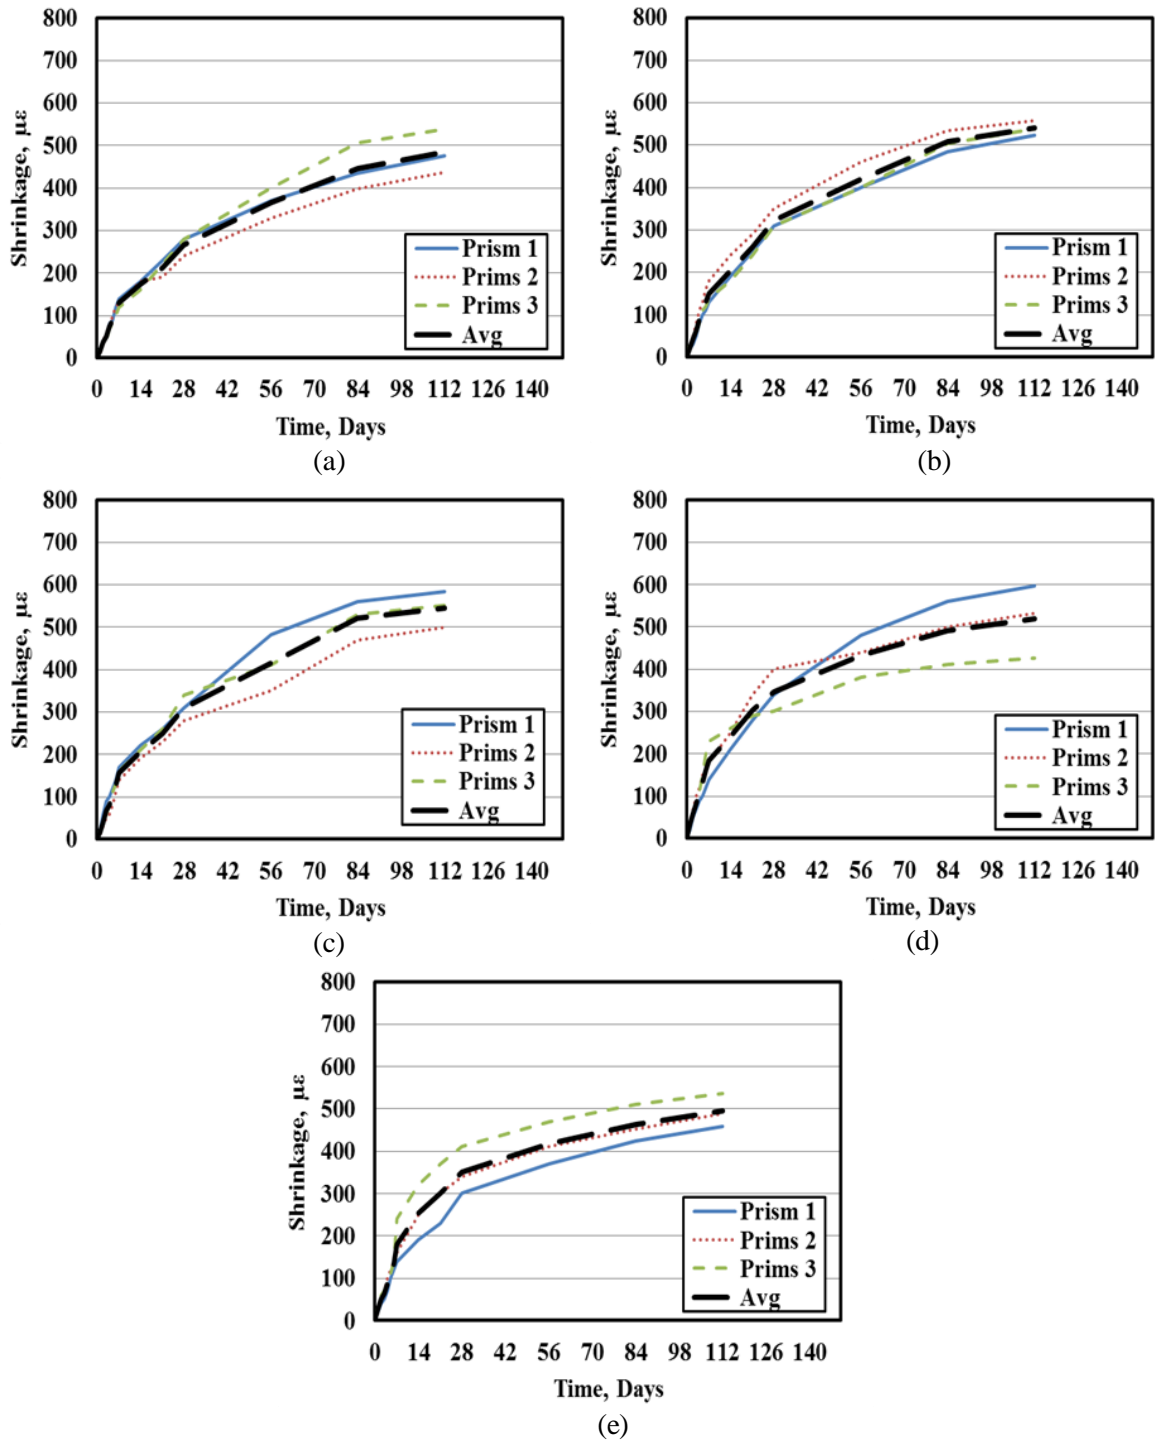 800
700
600
500
400
300
200
100
0
Shrinkage, µε
Prism 1
Prims 2
Prims 3
Avg
0 14 28 42 56 70 84 98 112 126 140
Time, Days
(a)
800
700
600
500
400
300
200
100
0
Shrinkage, µε
Prism 1
Prims 2
Prims 3
Avg
0 14 28 42 56 70 84 98 112 126 140
Time, Days
(b)
800
700
600
500
400
300
200
100
0
Shrinkage, µε
Prism 1
Prims 2
Prims 3
Avg
0 14 28 42 56 70 84 98 112 126 140
Time, Days
(c)
800
700
600
500
400
300
200
100
0
Shrinkage, µε
Prism 1
Prims 2
Prims 3
Avg
0 14 28 42 56 70 84 98 112 126 140
Time, Days
(d)
800
700
600
500
400
300
200
100
0
Shrinkage, µε
Prism 1
Prims 2
Prims 3
Avg
0 14 28 42 56 70 84 98 112 126 140
Time, Days
(e)